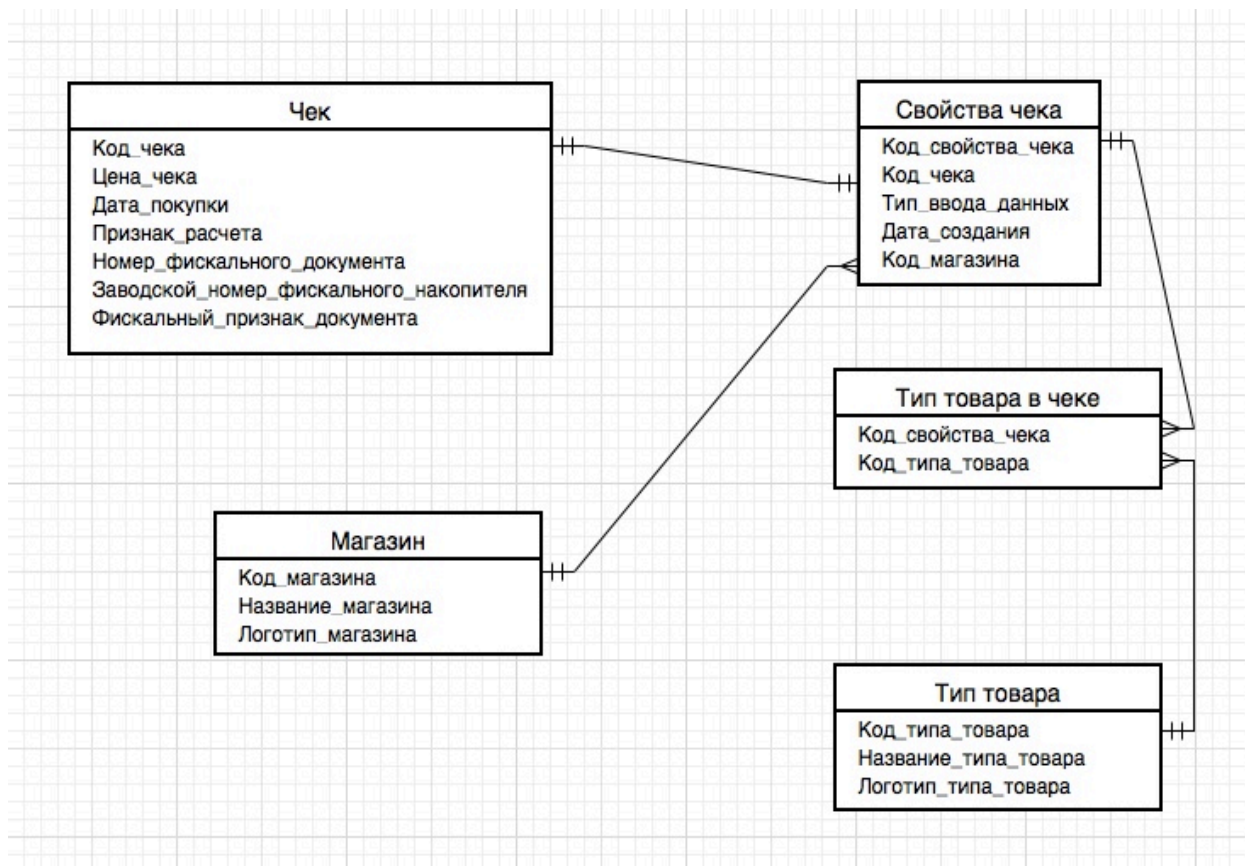 Чек
Код_чека
Цена_чека
Дата_покупки
Признак_расчета
Номер_фискального_документа
Заводской_номер_фискального_накопителя
Фискальный_признак_документа
Свойства чека
Код_свойства_чека
Код_чека
Тип_ввода_данных
Дата_создания
Код_магазина
Тип товара в чеке
Код_свойства_чека
Код_типа_товара
Магазин
Код_магазина
Название_магазина
Логотип_магазина
Тип товара
Код_типа_товара
Название_типа_товара
Логотип_типа_товара